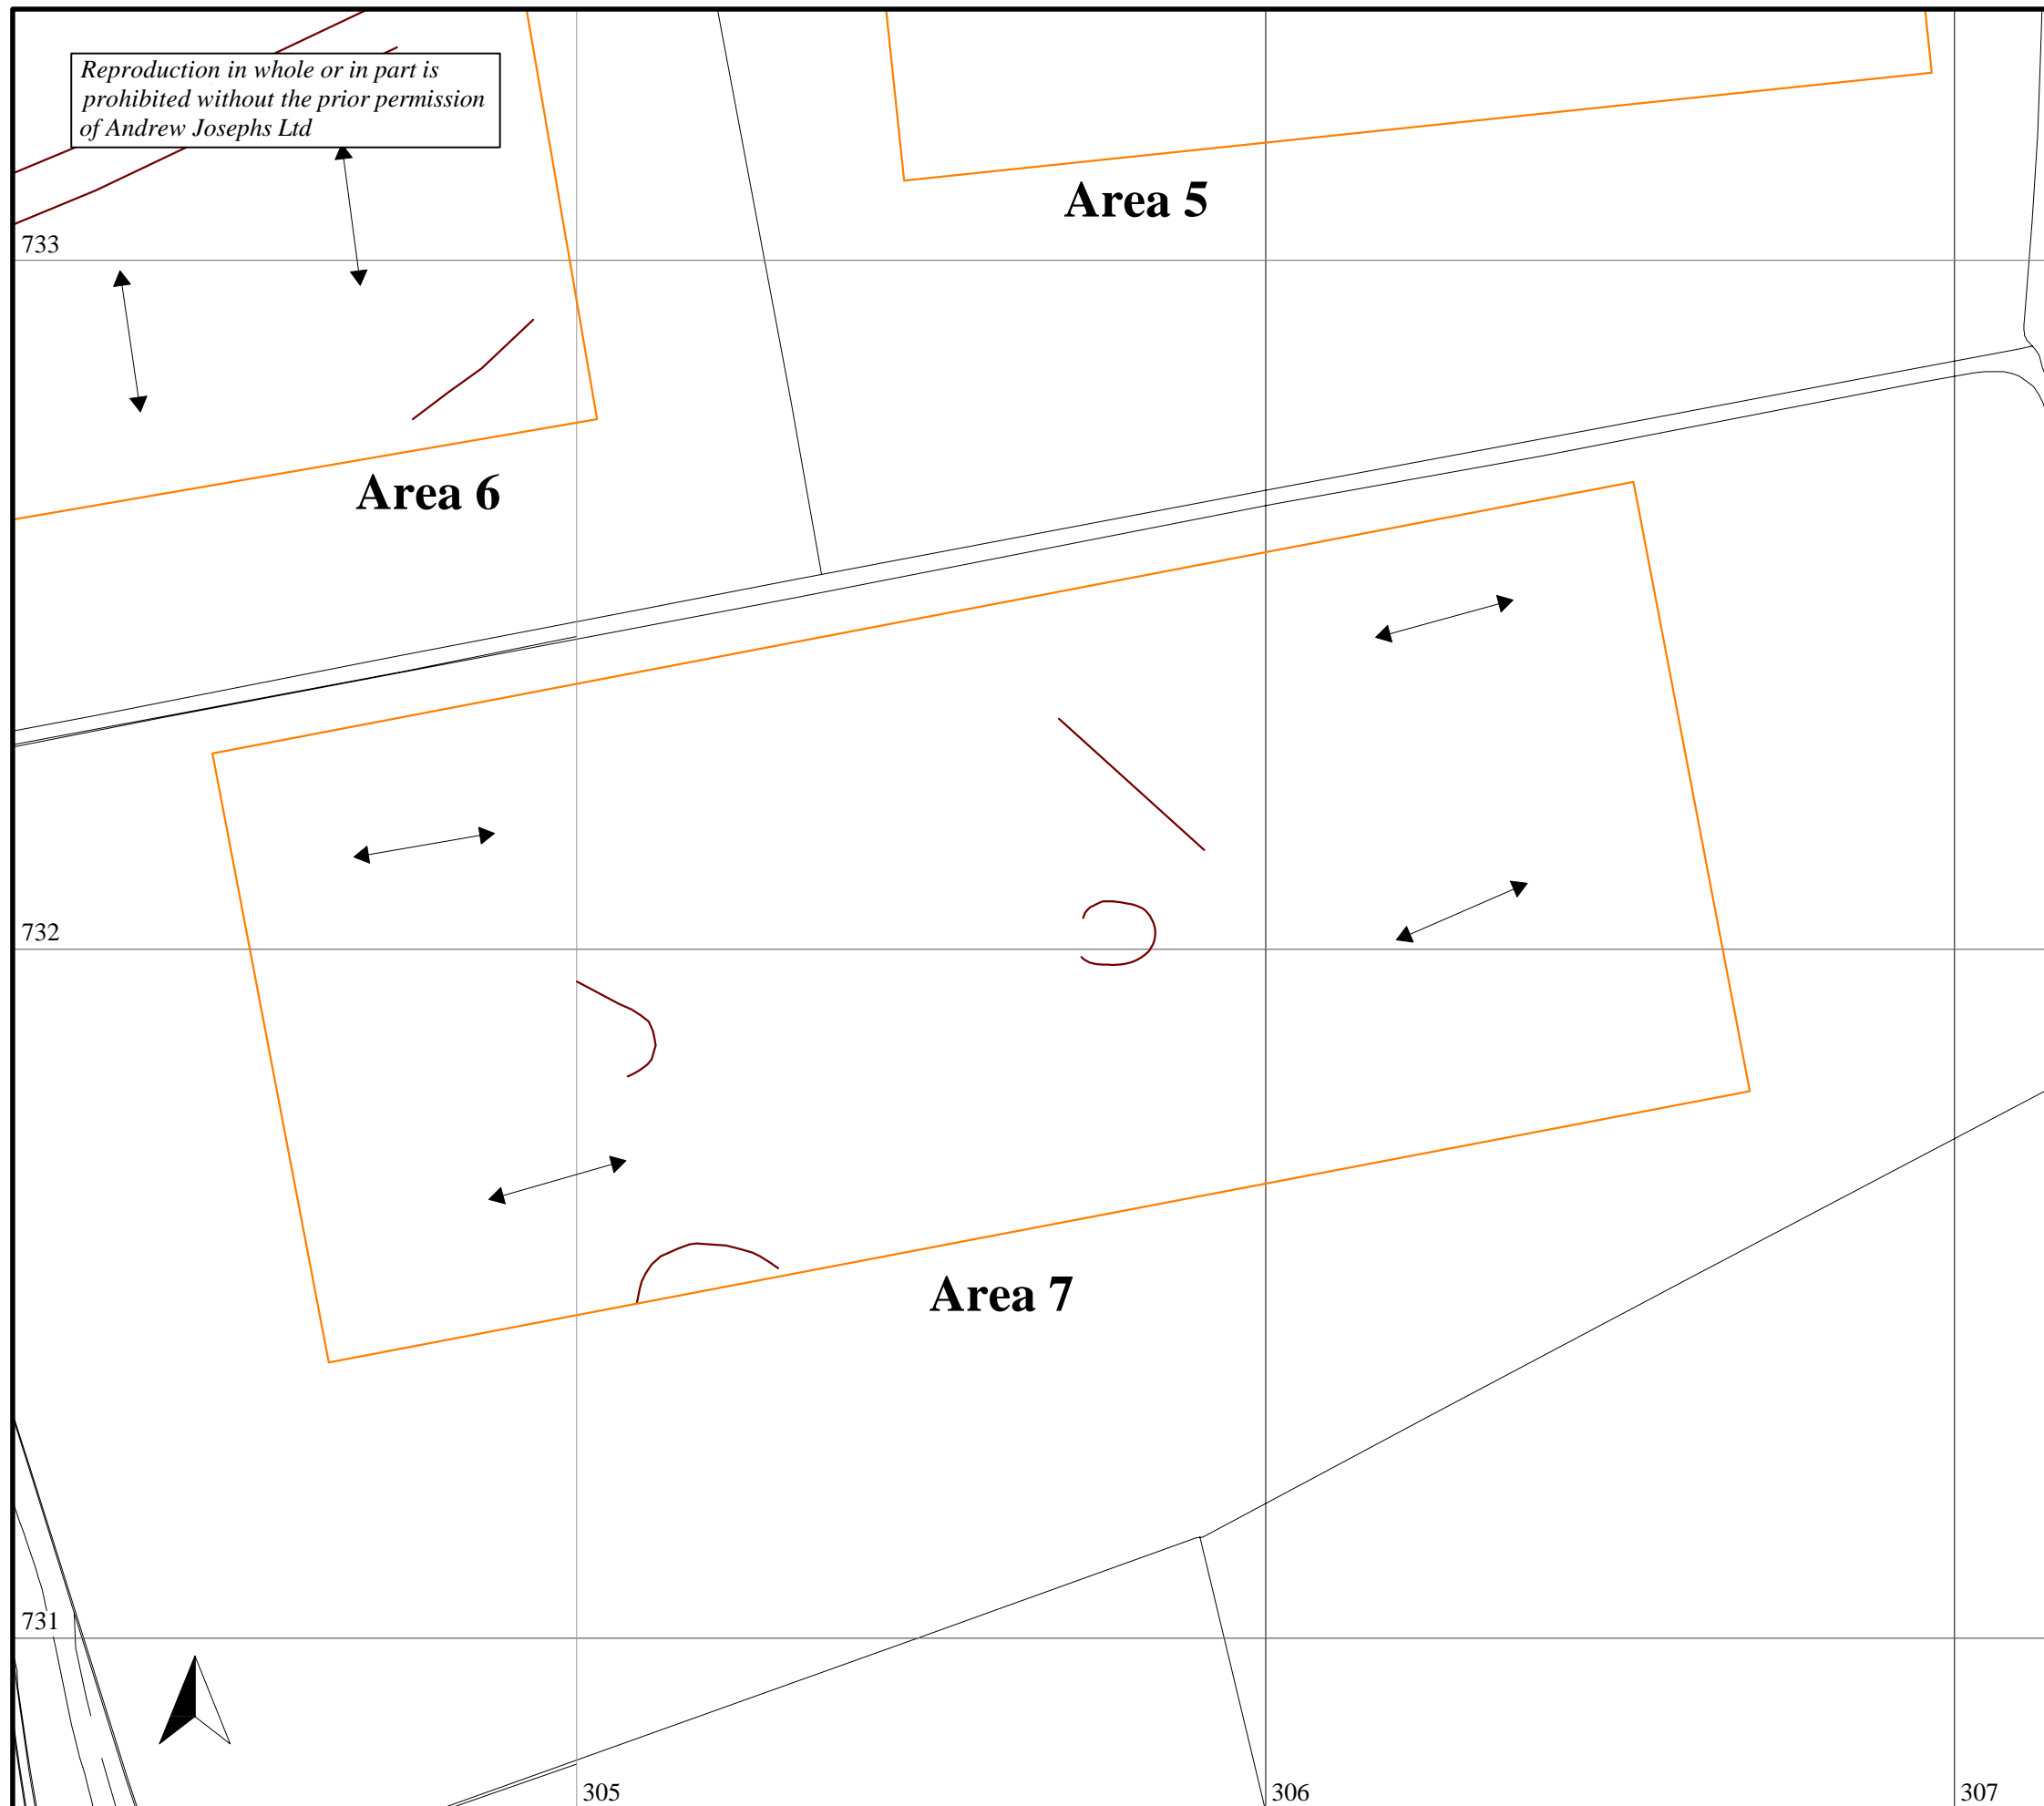 Reproduction in whole or in part is
prohibited without the prior permission
of Andrew Josephs Ltd
Area 5
733
Area 6
732
Area 7
731
305
306
307